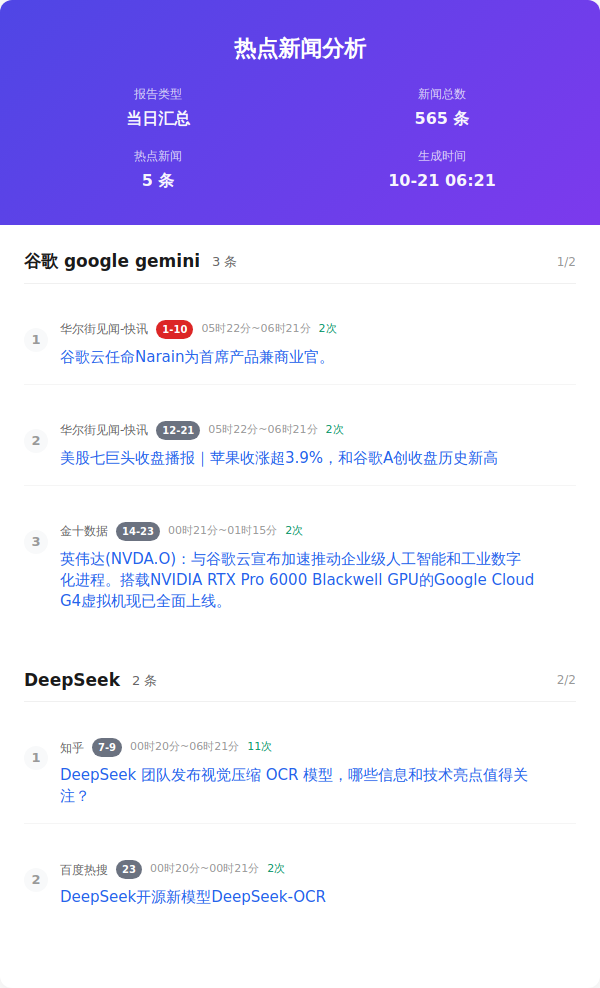 热点新闻分析
报告类型
新闻总数
当日汇总
565 条
热点新闻
生成时间
5 条
10-21 06:21
谷歌 google gemini 3 条 1/2
华尔街见闻-快讯 1-10 05时22分~06时21分 2次
1
谷歌云任命Narain为首席产品兼商业官。
华尔街见闻-快讯 12-21 05时22分~06时21分 2次
2
美股七巨头收盘播报｜苹果收涨超3.9%，和谷歌A创收盘历史新高
金十数据 14-23 00时21分~01时15分 2次
3
英伟达(NVDA.O)：与谷歌云宣布加速推动企业级人工智能和工业数字
化进程。搭载NVIDIA RTX Pro 6000 Blackwell GPU的Google Cloud
G4虚拟机现已全面上线。
DeepSeek 2 条 2/2
知乎 7-9 00时20分~06时21分 11次
1
DeepSeek 团队发布视觉压缩 OCR 模型，哪些信息和技术亮点值得关
注？
百度热搜 23 00时20分~00时21分 2次
2
DeepSeek开源新模型DeepSeek-OCR